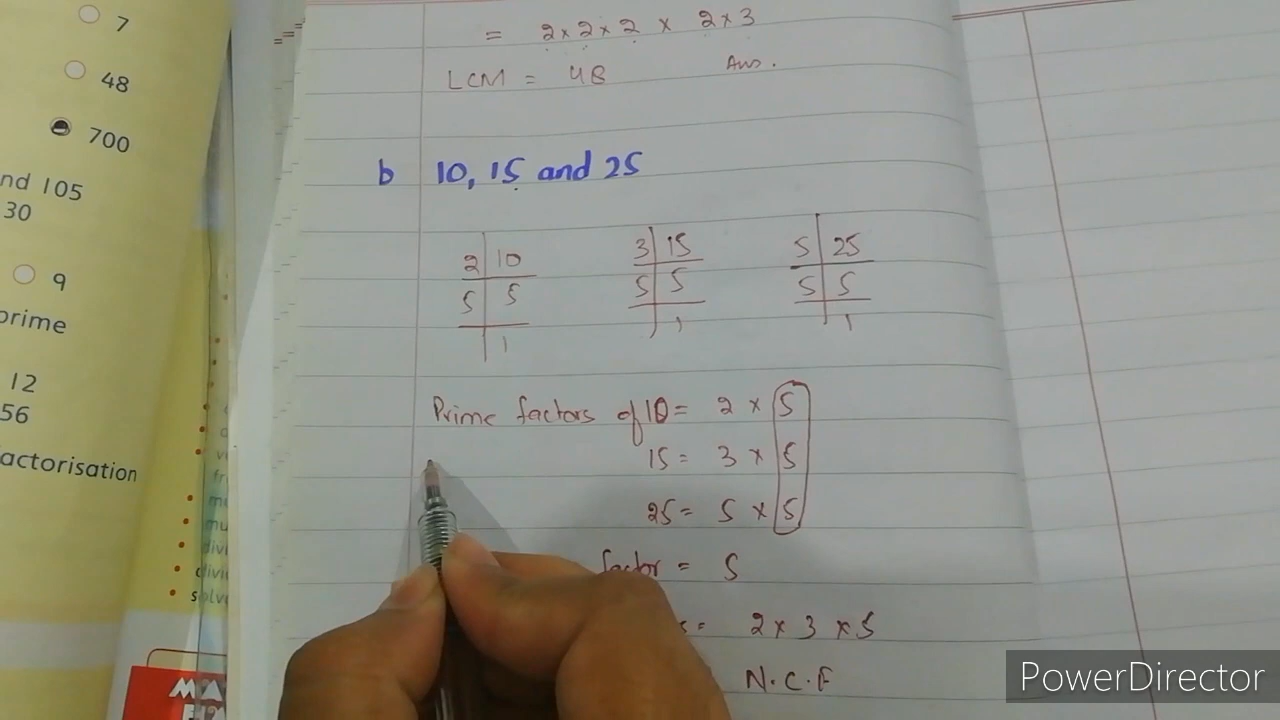 7
48
700
nd 105
30
9
prime
12
56
actorisation
= 2 × 2 × 2 × 2 × 3
LCM = 48 Ans.
b 10, 15 and 25
2 10 3 15 5 25
5 5 5 5 5 5
1 1 1
Prime factors of 10 = 2 × 5
15 = 3 × 5
25 = 5 × 5
factor = 5
= 2 × 3 × 5
N.C.F
MA
PowerDirector